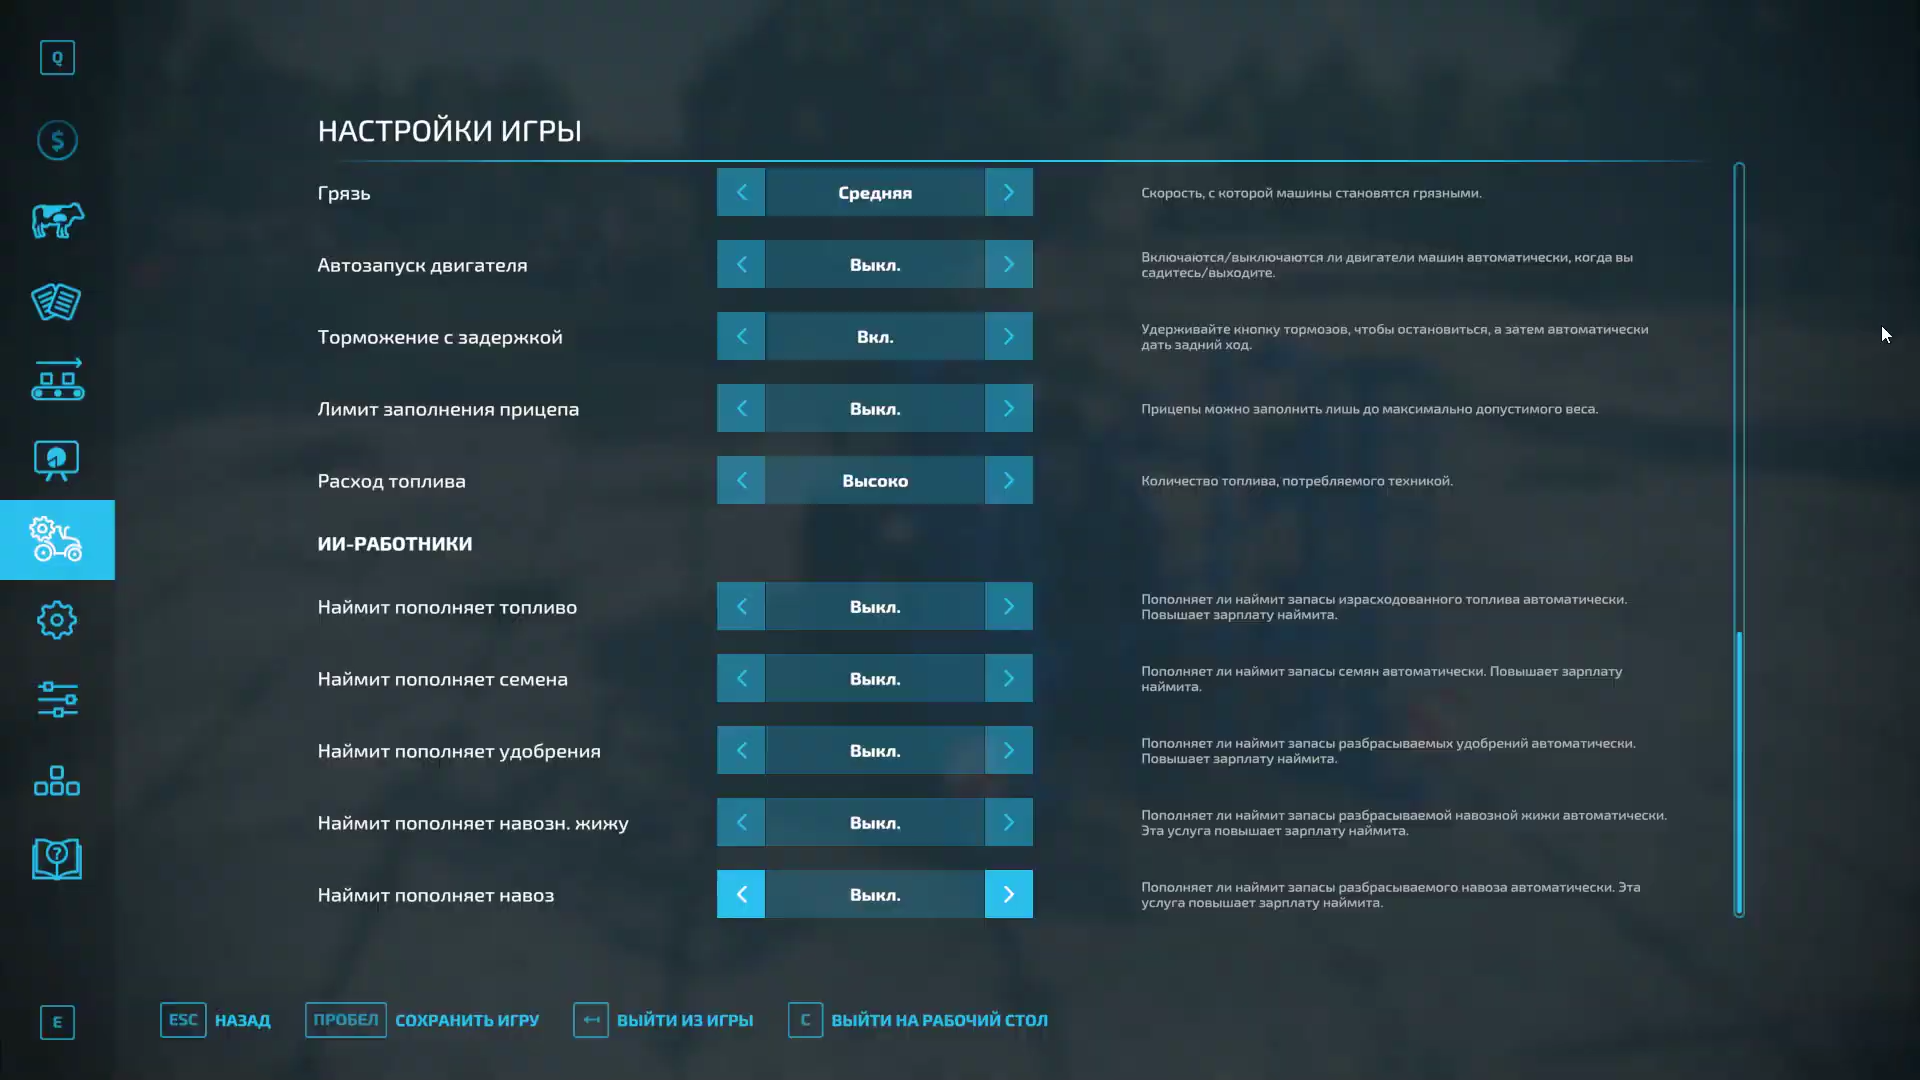 Q
НАСТРОЙКИ ИГРЫ
Грязь
Средняя
Скорость, с которой машины становятся грязными.
Автозапуск двигателя
Выкл.
Включаются/выключаются ли двигатели машин автоматически, когда вы
садитесь/выходите.
Торможение с задержкой
Вкл.
Удерживайте кнопку тормозов, чтобы остановиться, а затем автоматически
дать задний ход.
Лимит заполнения прицепа
Выкл.
Прицепы можно заполнить лишь до максимально допустимого веса.
Расход топлива
Высоко
Количество топлива, потребляемого техникой.
ИИ-РАБОТНИКИ
Наймит пополняет топливо
Выкл.
Пополняет ли наймит запасы израсходованного топлива автоматически.
Повышает зарплату наймита.
Наймит пополняет семена
Выкл.
Пополняет ли наймит запасы семян автоматически. Повышает зарплату
наймита.
Наймит пополняет удобрения
Выкл.
Пополняет ли наймит запасы разбрасываемых удобрений автоматически.
Повышает зарплату наймита.
Наймит пополняет навозн. жижу
Выкл.
Пополняет ли наймит запасы разбрасываемой навозной жижи автоматически.
Эта услуга повышает зарплату наймита.
Наймит пополняет навоз
Выкл.
Пополняет ли наймит запасы разбрасываемого навоза автоматически. Эта
услуга повышает зарплату наймита.
E
ESC НАЗАД ПРОБЕЛ СОХРАНИТЬ ИГРУ ВЫЙТИ ИЗ ИГРЫ C ВЫЙТИ НА РАБОЧИЙ СТОЛ